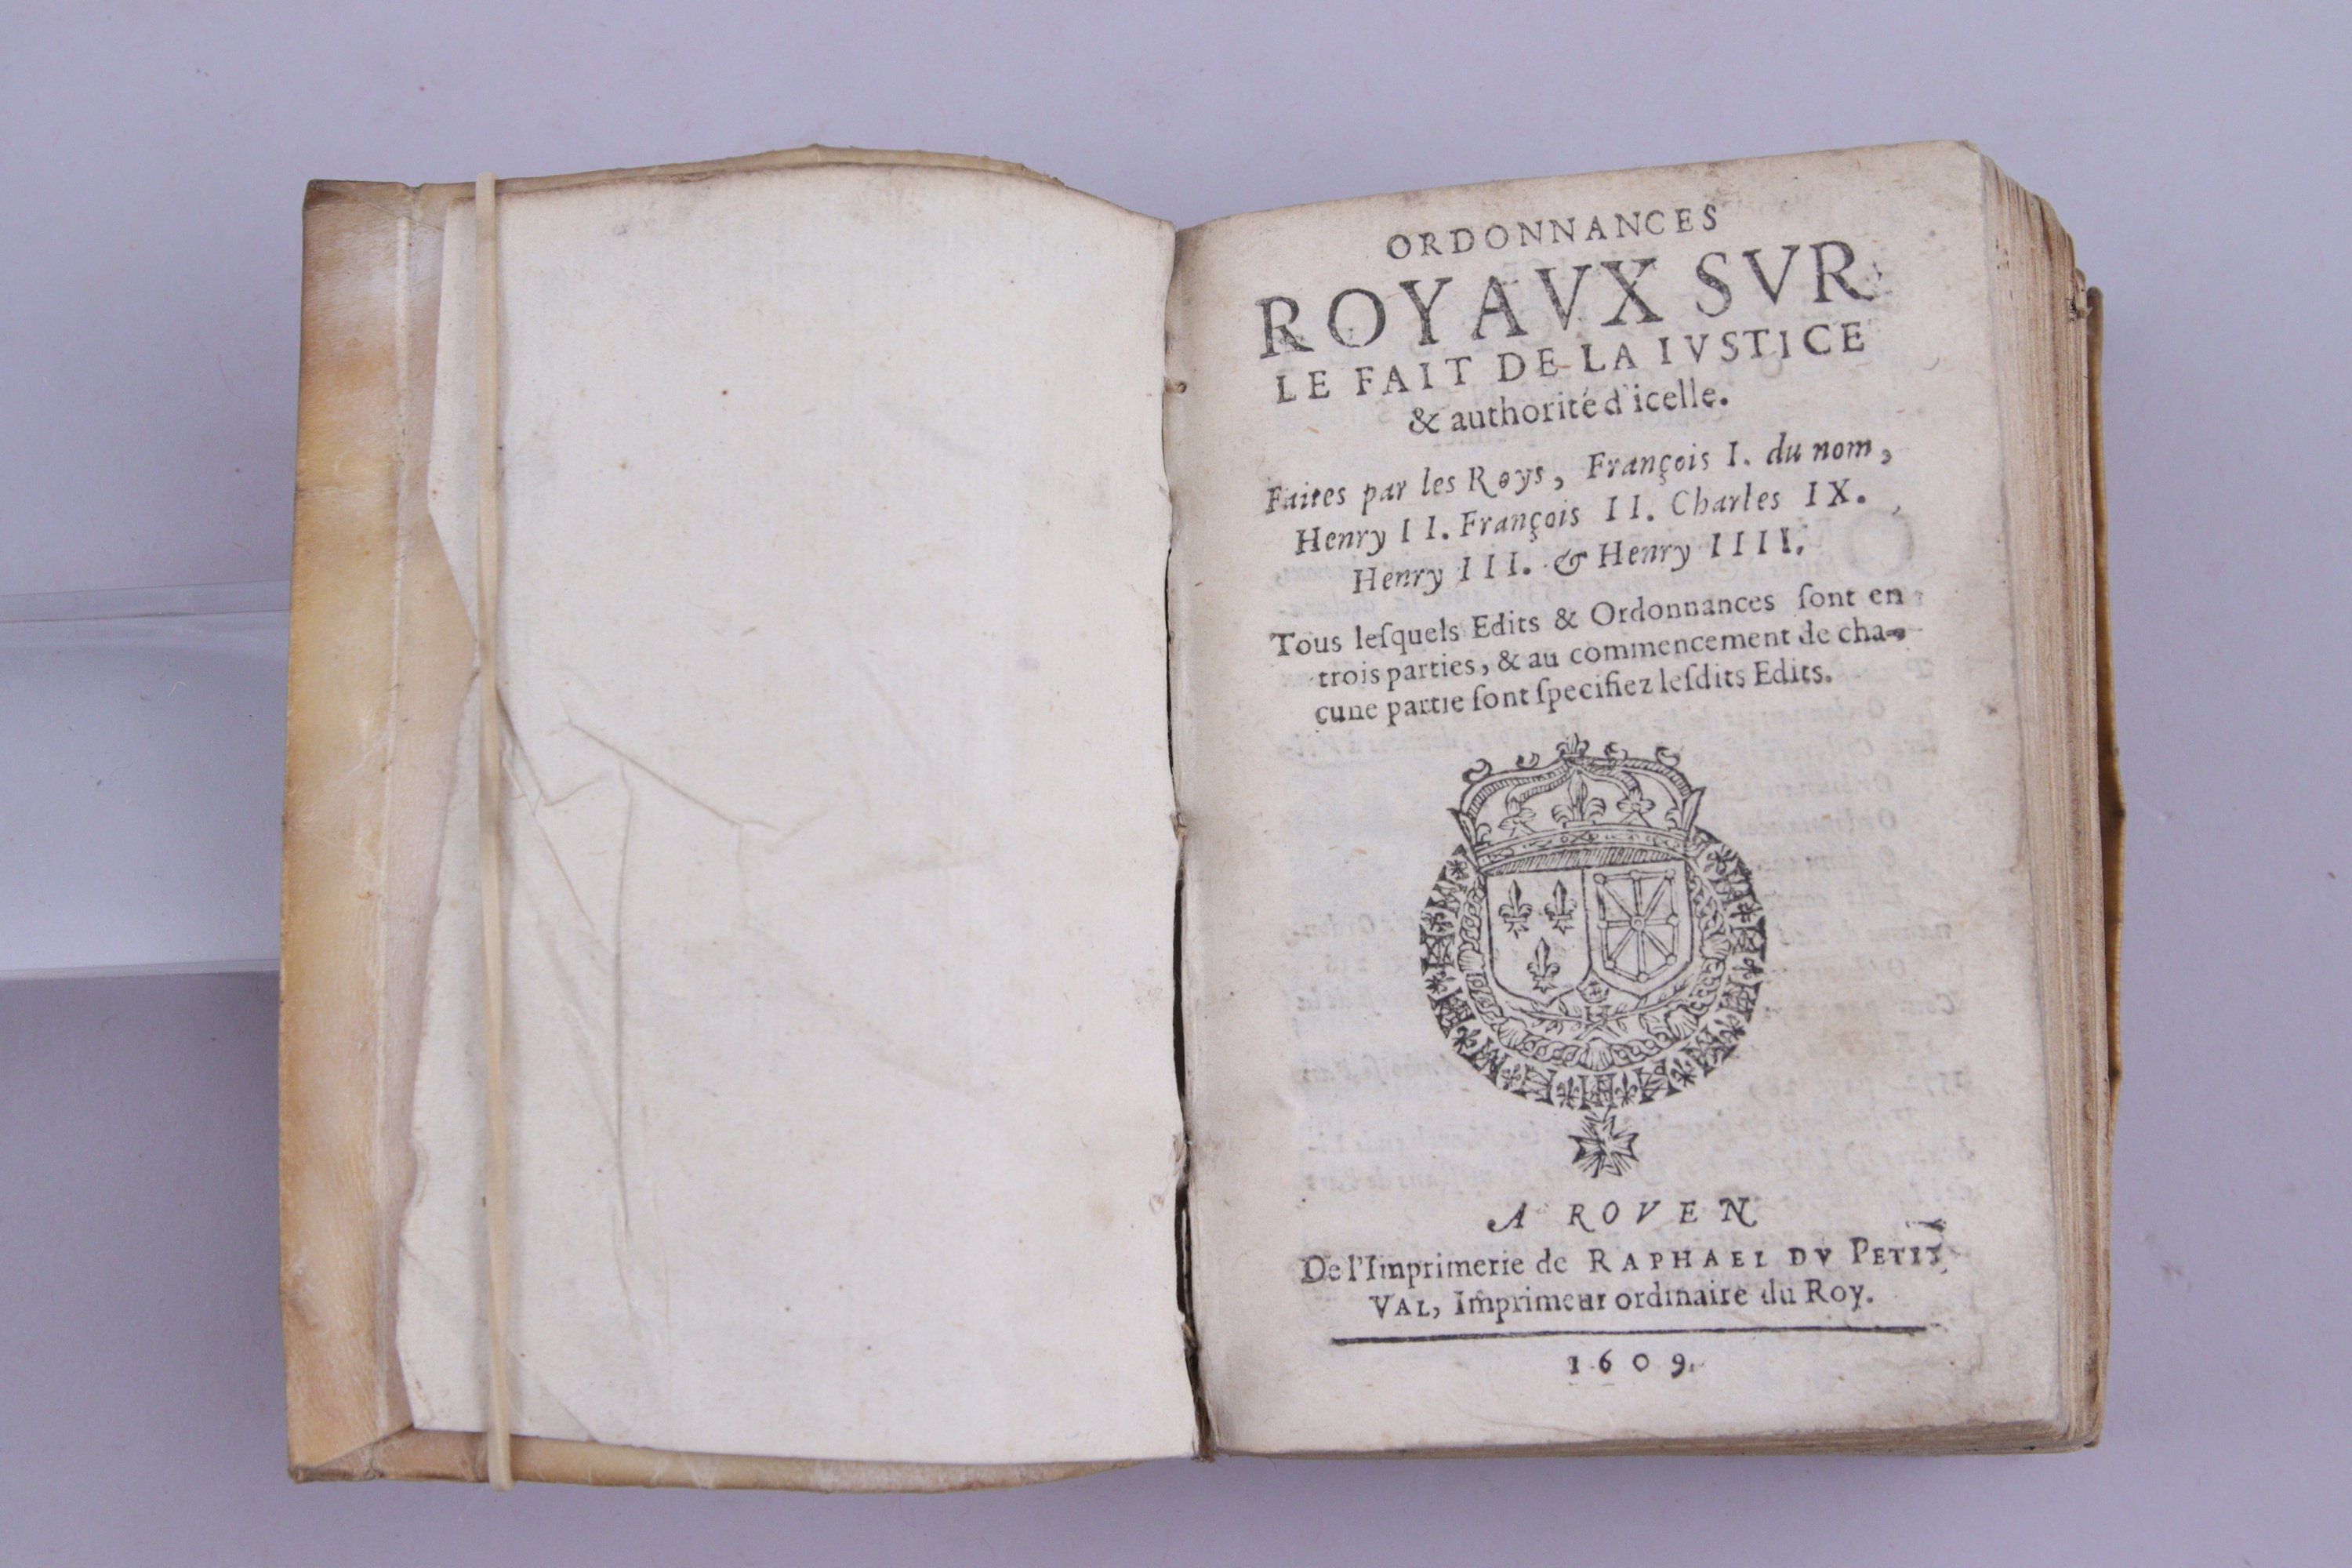 ORDONNANCES
ROYAVX SVR
LE FAIT DE LA IVSTICE
& authorité d'icelle.
Faites par les Roys, François I. du nom,
Henry II. François II. Charles IX.
Henry III. & Henry IIII.
Tous leſquels Edits & Ordonnances ſont en
trois parties, & au commencement de cha-
cune partie ſont ſpecifiez leſdits Edits.
A ROVEN
De l'Imprimerie de RAPHAEL DV PETIT
VAL, Imprimeur ordinaire du Roy.
1609.